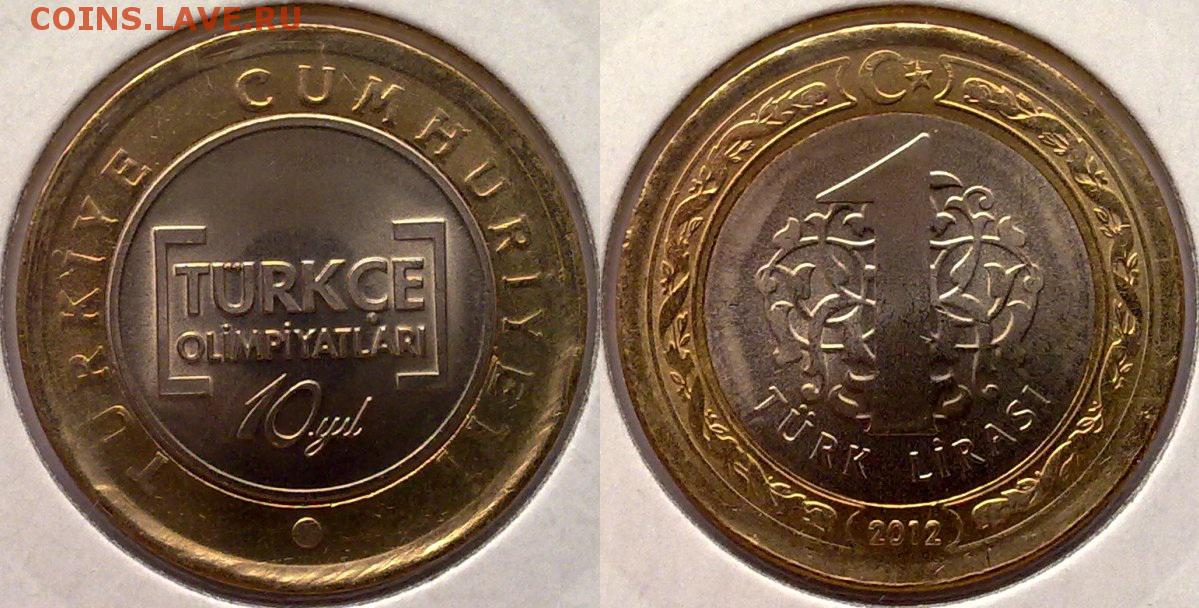 COINS.LAVE.RU
TÜRKİYE CUMHURİYETİ
TÜRKÇE
OLİMPİYATLARI
10.yıl
1
TÜRK LİRASI
2012